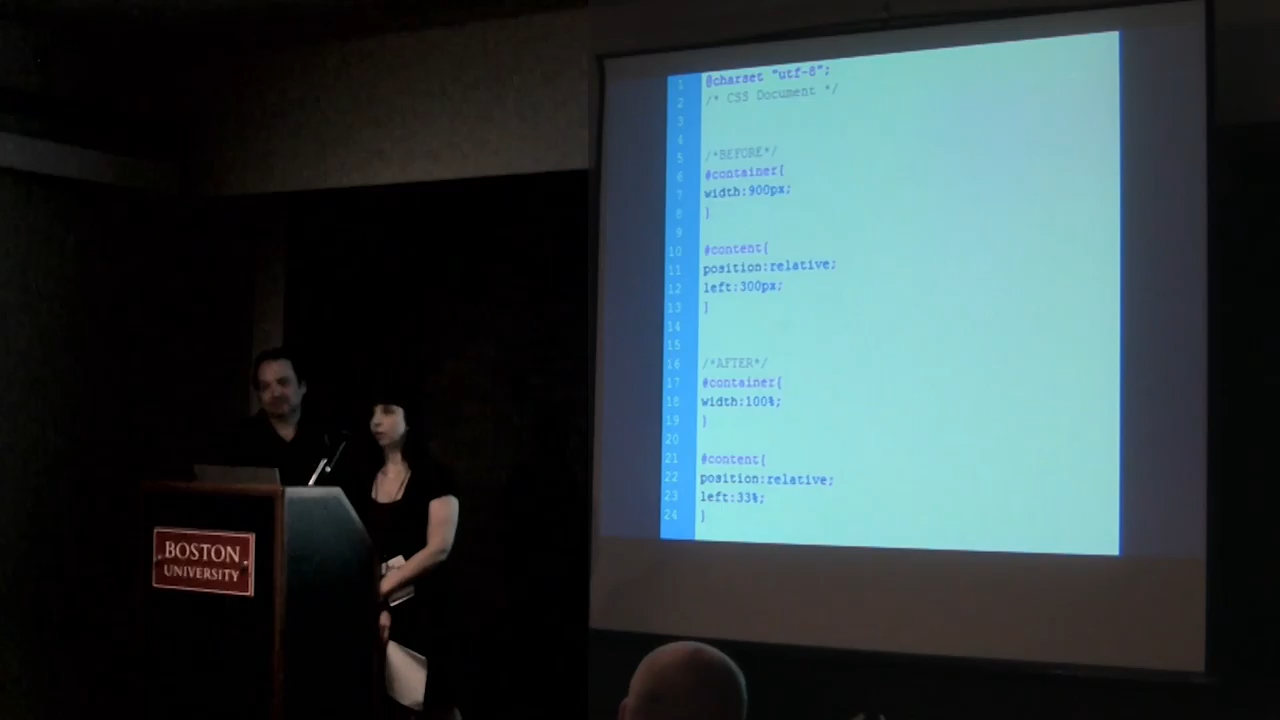 1 @charset "utf-8";
2 /* CSS Document */
3
4
5 /*BEFORE*/
6 #container{
7 width:900px;
8 }
9
10 #content{
11 position:relative;
12 left:300px;
13 }
14
15
16 /*AFTER*/
17 #container{
18 width:100%;
19 }
20
21 #content{
22 position:relative;
23 left:33%;
24 }
BOSTON
UNIVERSITY